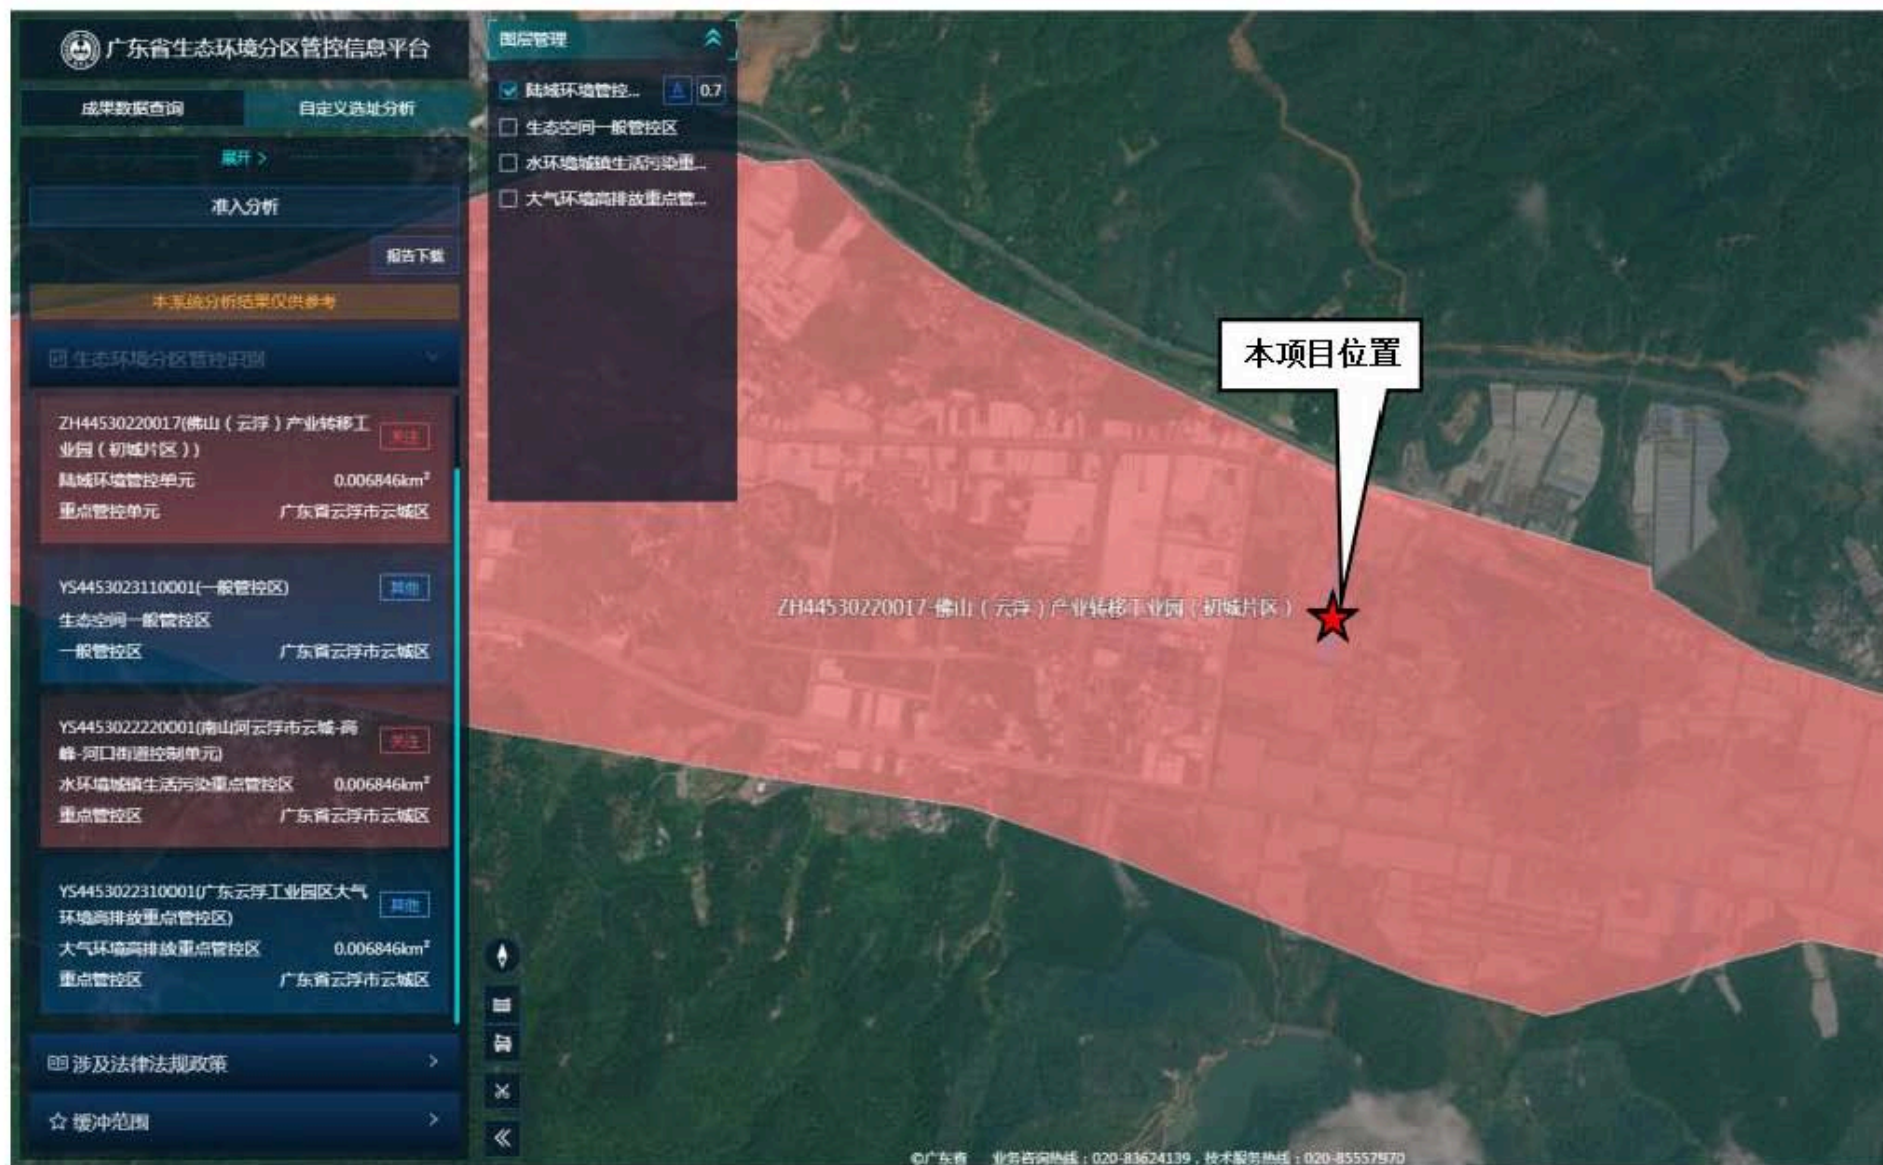 广东省生态环境分区管控信息平台
成果数据查询
自定义选址分析
展开 >
准入分析
报告下载
本系统分析结果仅供参考
生态环境分区管控识别
ZH44530220017(佛山（云浮）产业转移工
业园（初城片区）)
关注
陆域环境管控单元 0.006846km²
重点管控单元 广东省云浮市云城区
YS4453023110001(一般管控区)
其他
生态空间一般管控区
一般管控区 广东省云浮市云城区
YS4453022220001(南山河云浮市云城-高
峰-河口街道控制单元)
关注
水环境城镇生活污染重点管控区 0.006846km²
重点管控区 广东省云浮市云城区
YS4453022310001(广东云浮工业园区大气
环境高排放重点管控区)
其他
大气环境高排放重点管控区 0.006846km²
重点管控区 广东省云浮市云城区
涉及法律法规政策 >
缓冲范围 >
图层管理
陆域环境管控... 0.7
生态空间一般管控区
水环境城镇生活污染重...
大气环境高排放重点管...
本项目位置
ZH44530220017-佛山（云浮）产业转移工业园（初城片区）
©广东省 业务咨询热线：020-83624139，技术服务热线：020-85557970